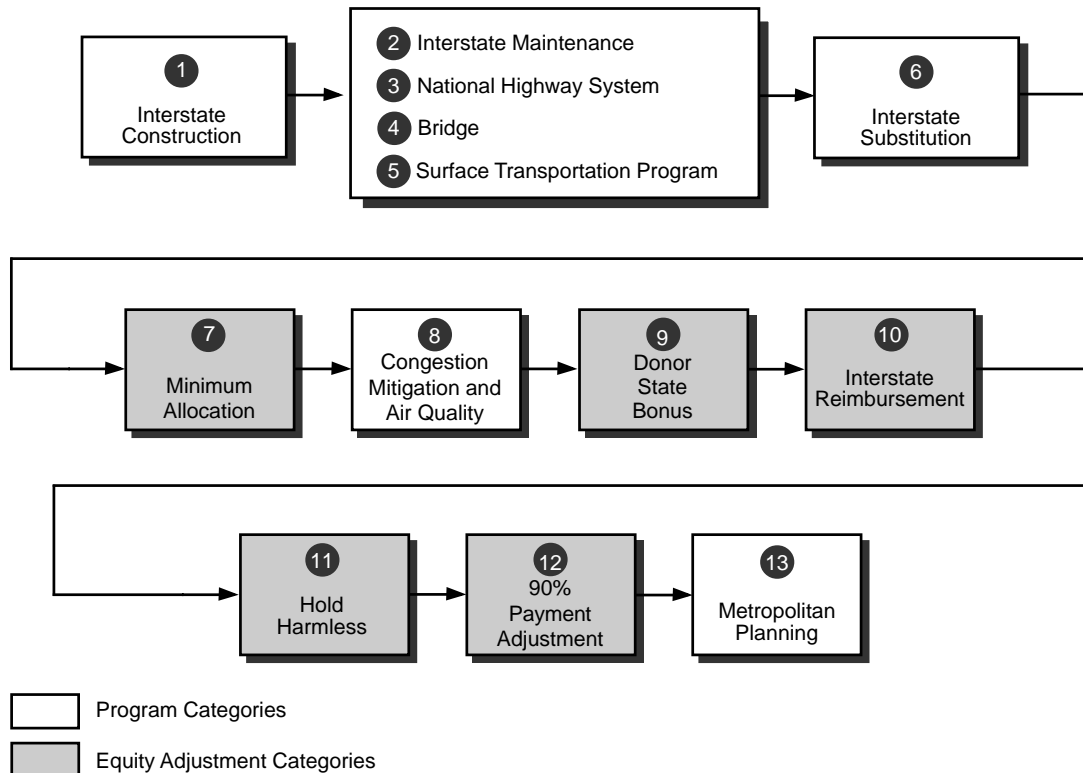 1
Interstate
Construction
2 Interstate Maintenance
3 National Highway System
4 Bridge
5 Surface Transportation Program
6
Interstate
Substitution
7
Minimum
Allocation
8
Congestion
Mitigation and
Air Quality
9
Donor
State
Bonus
10
Interstate
Reimbursement
11
Hold
Harmless
12
90%
Payment
Adjustment
13
Metropolitan
Planning
Program Categories
Equity Adjustment Categories